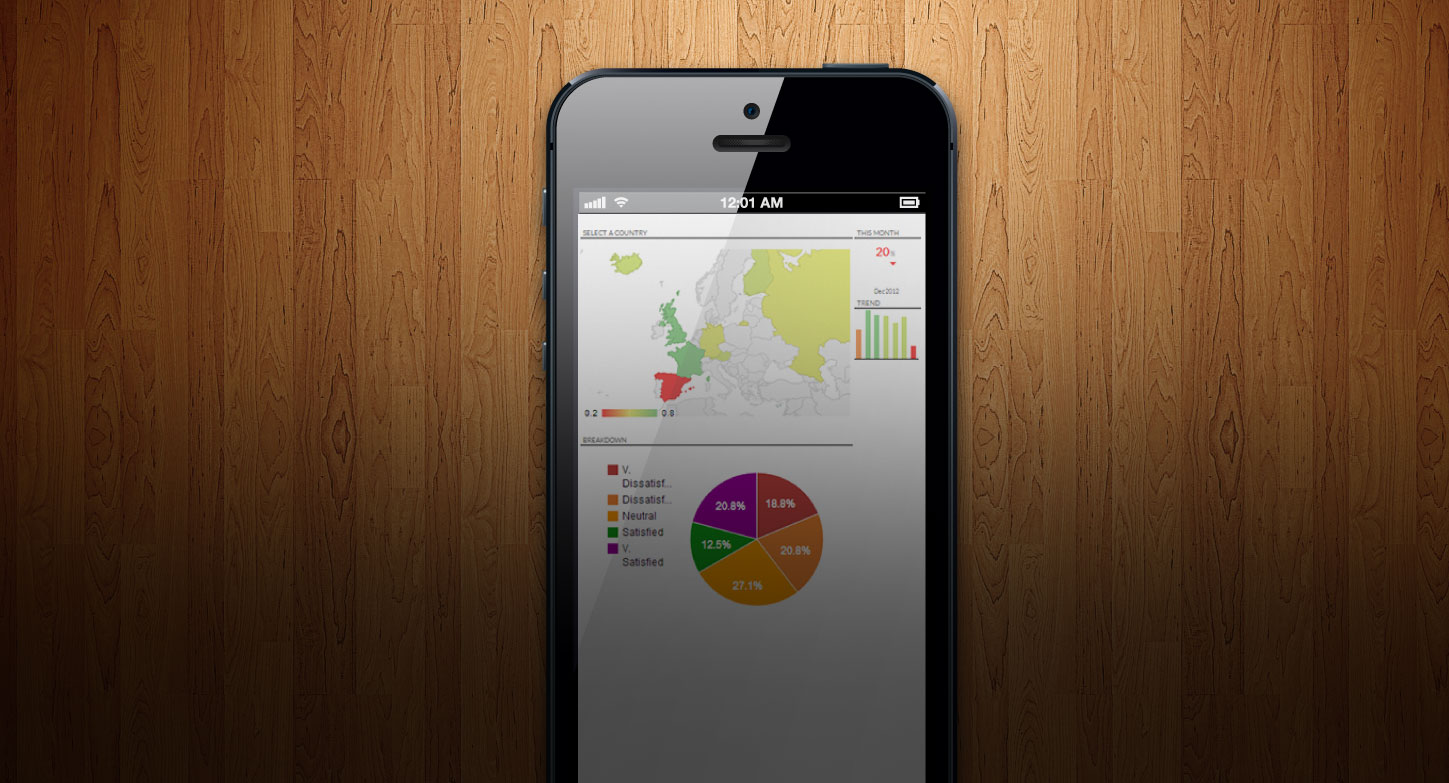 12:01 AM
SELECT A COUNTRY
THIS MONTH
20%
Dec2012
TREND
0.2
0.8
BREAKDOWN
V.
Dissatisf...
Dissatisf...
Neutral
Satisfied
V.
Satisfied
20.8%
18.8%
12.5%
20.8%
27.1%